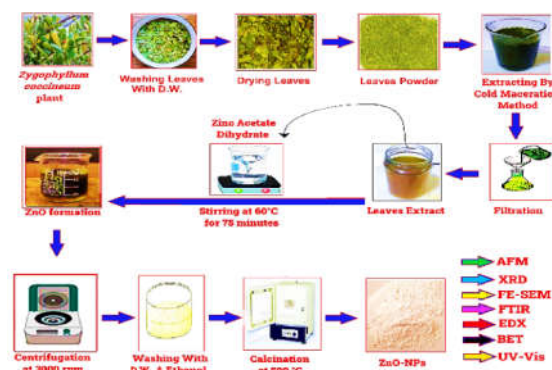 Zygophyllum
coccineum
plant
Washing Leaves
With D.W.
Drying Leaves
Leaves Powder
Extracting By
Cold Maceration
Method
Zinc Acetate
Dihydrate
ZnO formation
Stirring at 60°C
for 75 minutes
Leaves Extract
Filtration
Centrifugation
at 3000 rpm
Washing With
D.W. + Ethanol
Calcination
at 500 °C
ZnO-NPs
AFM
XRD
FE-SEM
FTIR
EDX
BET
UV-Vis